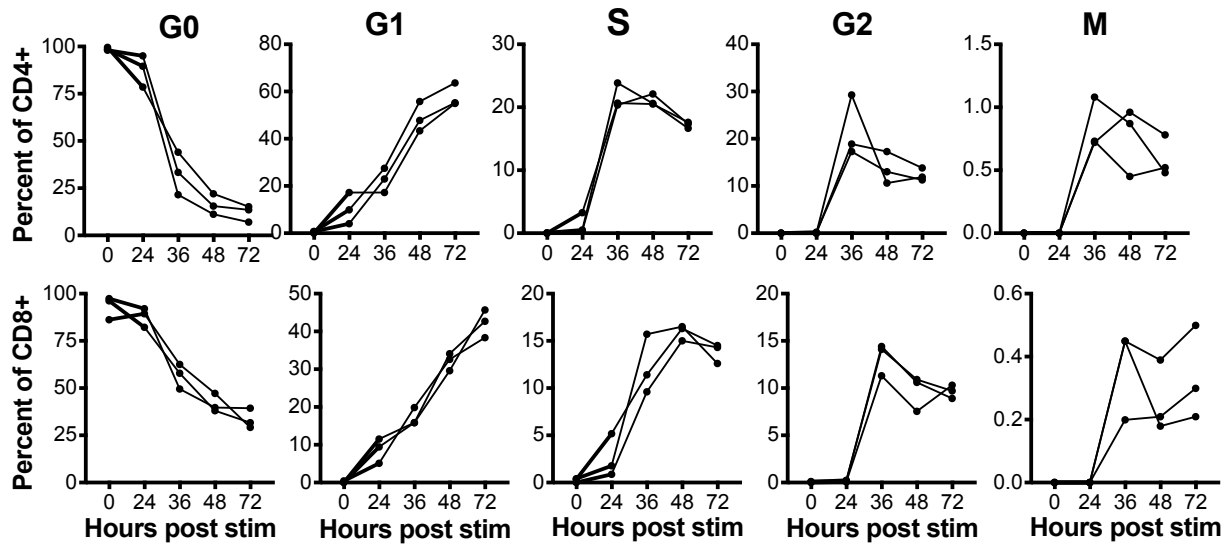 G0 G1 S G2 M
Percent of CD4+
100 75 50 25 0
80 60 40 20 0
30 20 10 0
40 30 20 10 0
1.5 1.0 0.5 0.0
0 24 36 48 72 0 24 36 48 72 0 24 36 48 72 0 24 36 48 72 0 24 36 48 72
Percent of CD8+
100 75 50 25 0
50 40 30 20 10 0
20 15 10 5 0
20 15 10 5 0
0.6 0.4 0.2 0.0
0 24 36 48 72 0 24 36 48 72 0 24 36 48 72 0 24 36 48 72 0 24 36 48 72
Hours post stim Hours post stim Hours post stim Hours post stim Hours post stim